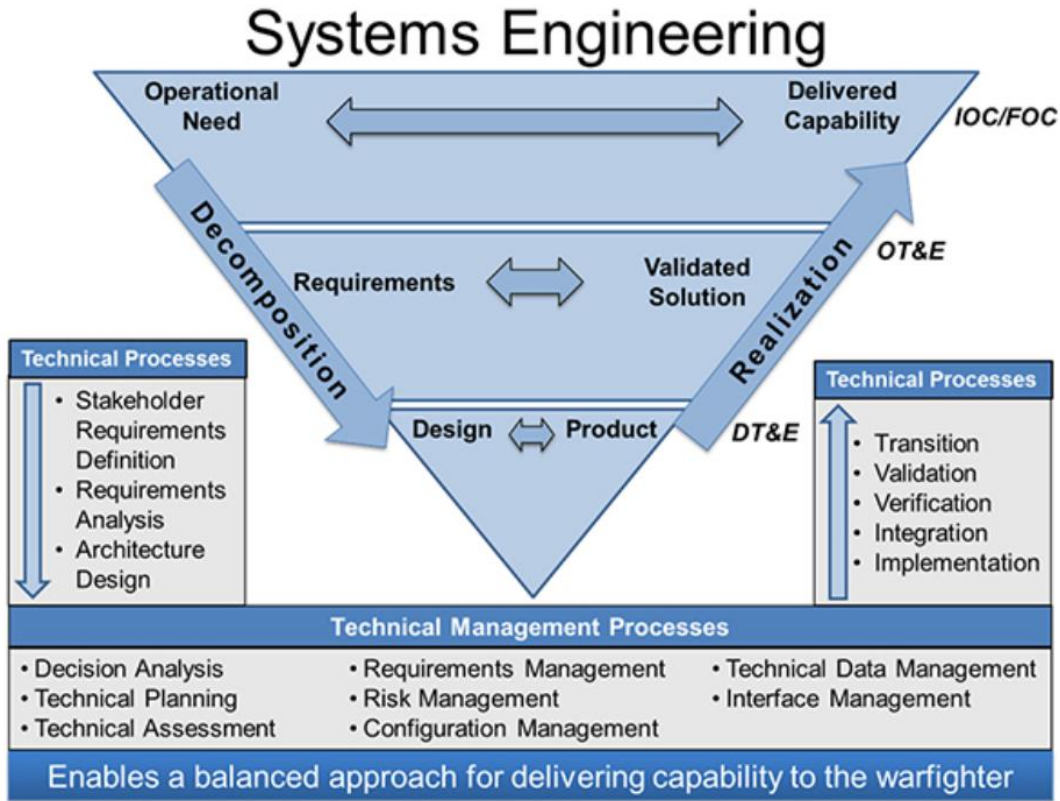 Systems Engineering
Operational
Need
Delivered
Capability
IOC/FOC
Decomposition
Realization
OT&E
Requirements
Validated
Solution
Design
Product
DT&E
Technical Processes
• Stakeholder
Requirements
Definition
• Requirements
Analysis
• Architecture
Design
Technical Processes
• Transition
• Validation
• Verification
• Integration
• Implementation
Technical Management Processes
• Decision Analysis
• Technical Planning
• Technical Assessment
• Requirements Management
• Risk Management
• Configuration Management
• Technical Data Management
• Interface Management
Enables a balanced approach for delivering capability to the warfighter